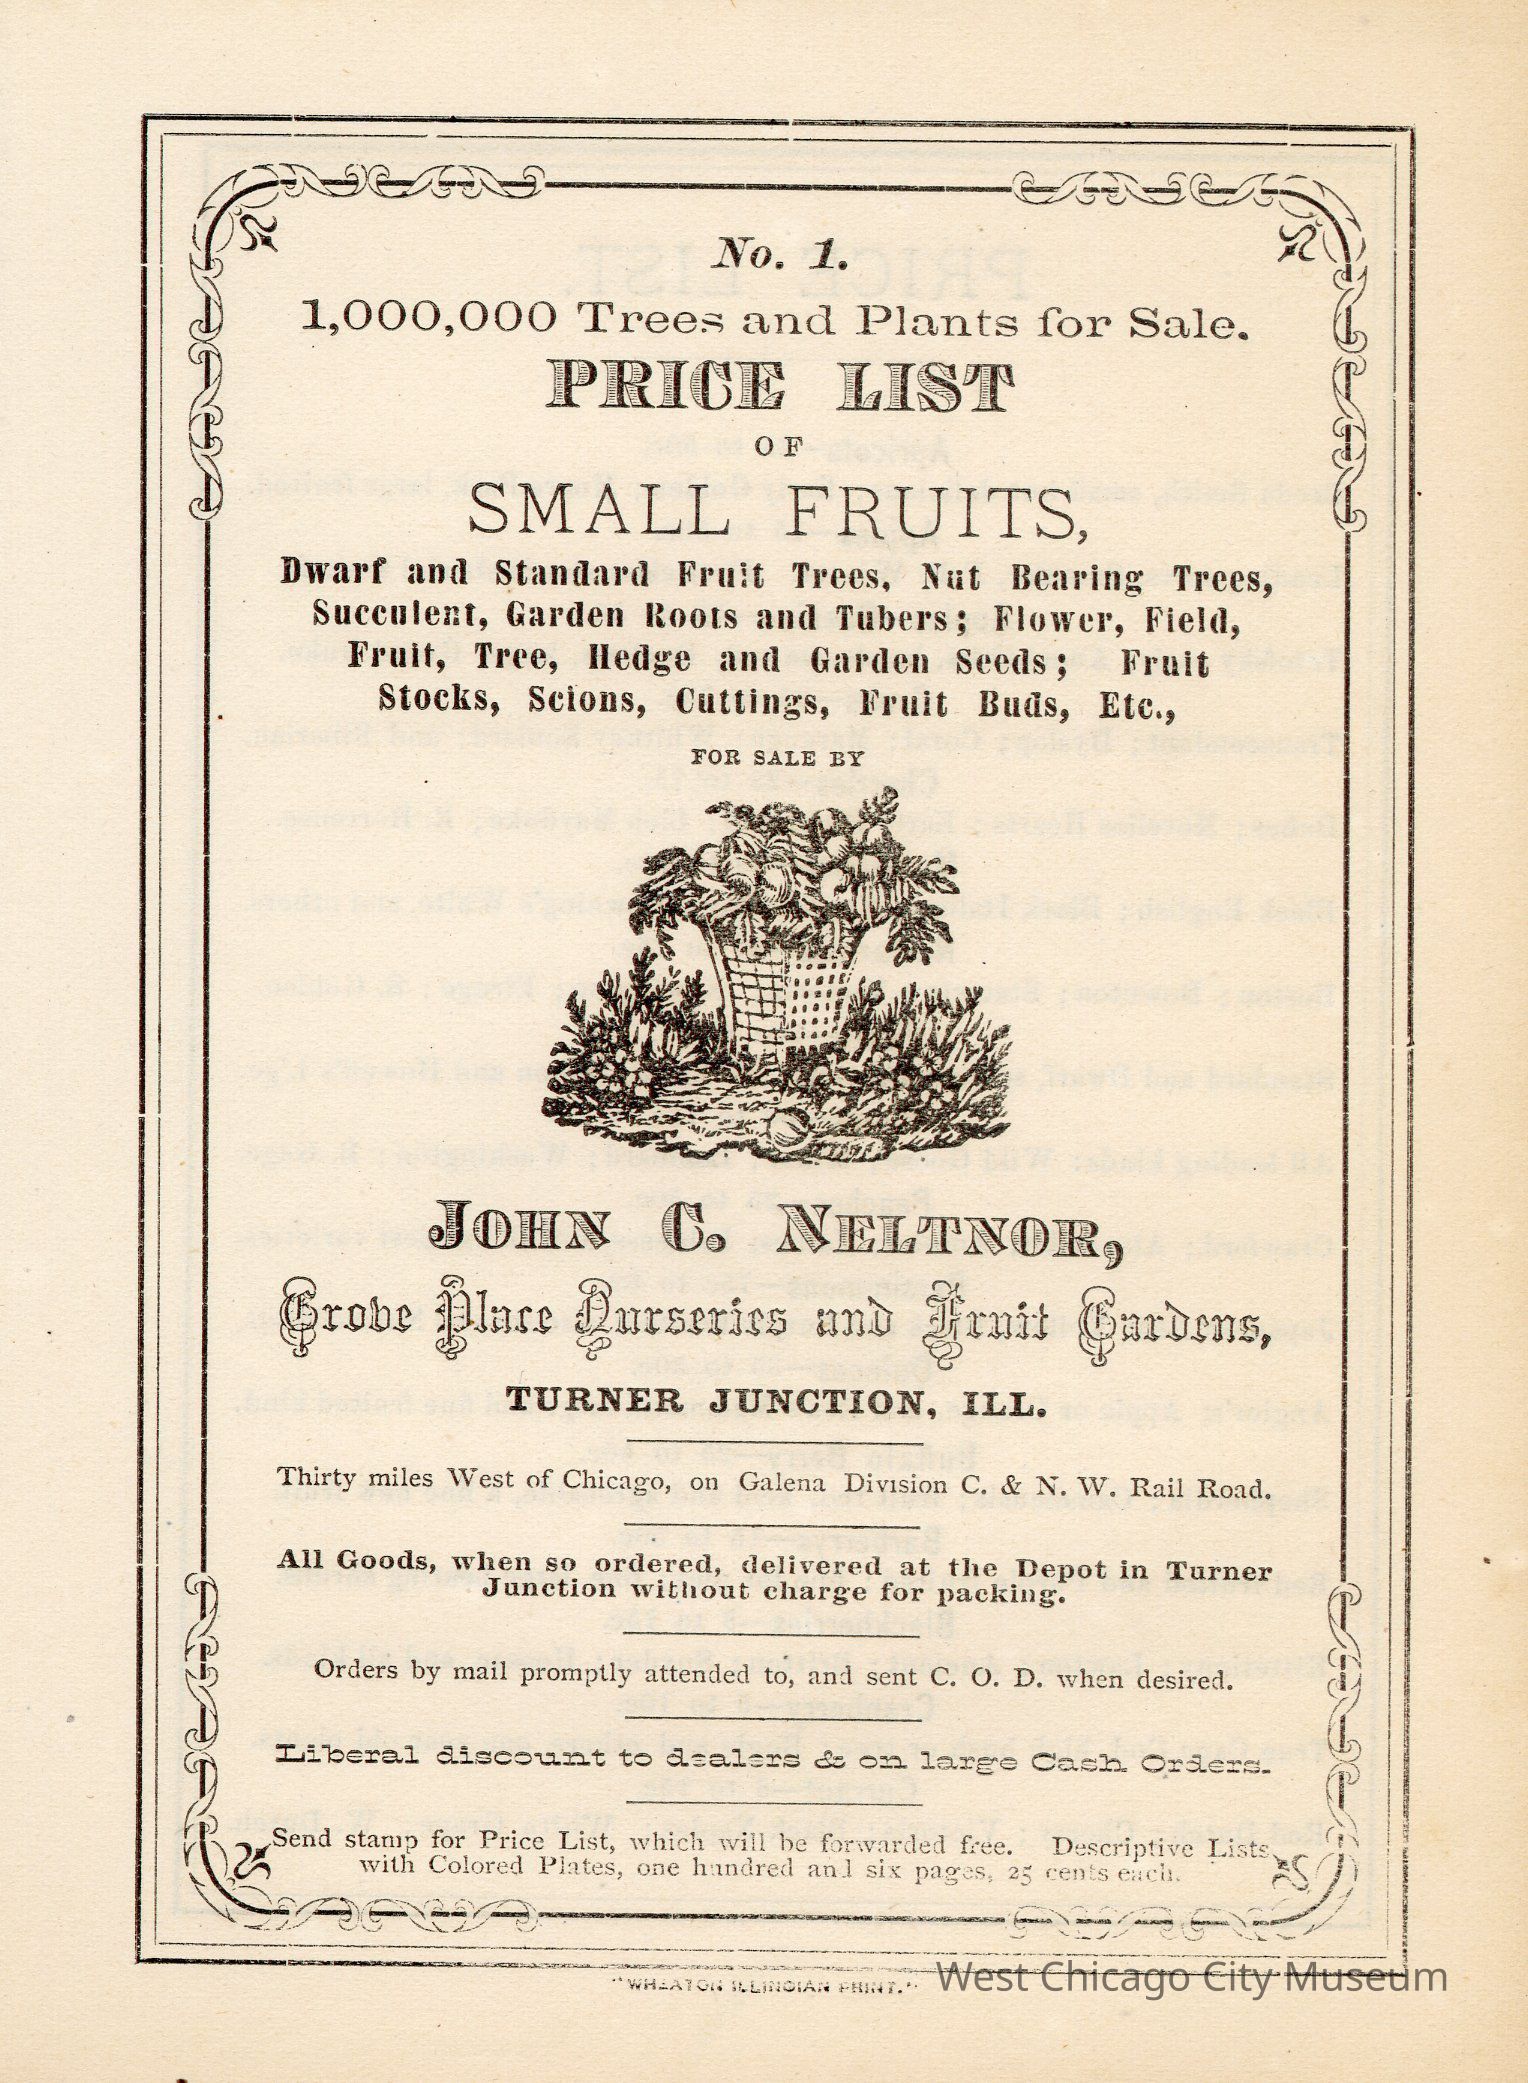 No. 1.
1,000,000 Trees and Plants for Sale.
PRICE LIST
OF
SMALL FRUITS,
Dwarf and Standard Fruit Trees, Nut Bearing Trees,
Succulent, Garden Roots and Tubers; Flower, Field,
Fruit, Tree, Hedge and Garden Seeds; Fruit
Stocks, Scions, Cuttings, Fruit Buds, Etc.,
FOR SALE BY
JOHN C. NELTNOR,
Grove Place Nurseries and Fruit Gardens,
TURNER JUNCTION, ILL.
Thirty miles West of Chicago, on Galena Division C. & N. W. Rail Road.
All Goods, when so ordered, delivered at the Depot in Turner
Junction without charge for packing.
Orders by mail promptly attended to, and sent C. O. D. when desired.
Liberal discount to dealers & on large Cash Orders.
Send stamp for Price List, which will be forwarded free. Descriptive Lists
with Colored Plates, one hundred and six pages, 25 cents each.
"WHEATON ILLINOIAN PRINT."
West Chicago City Museum